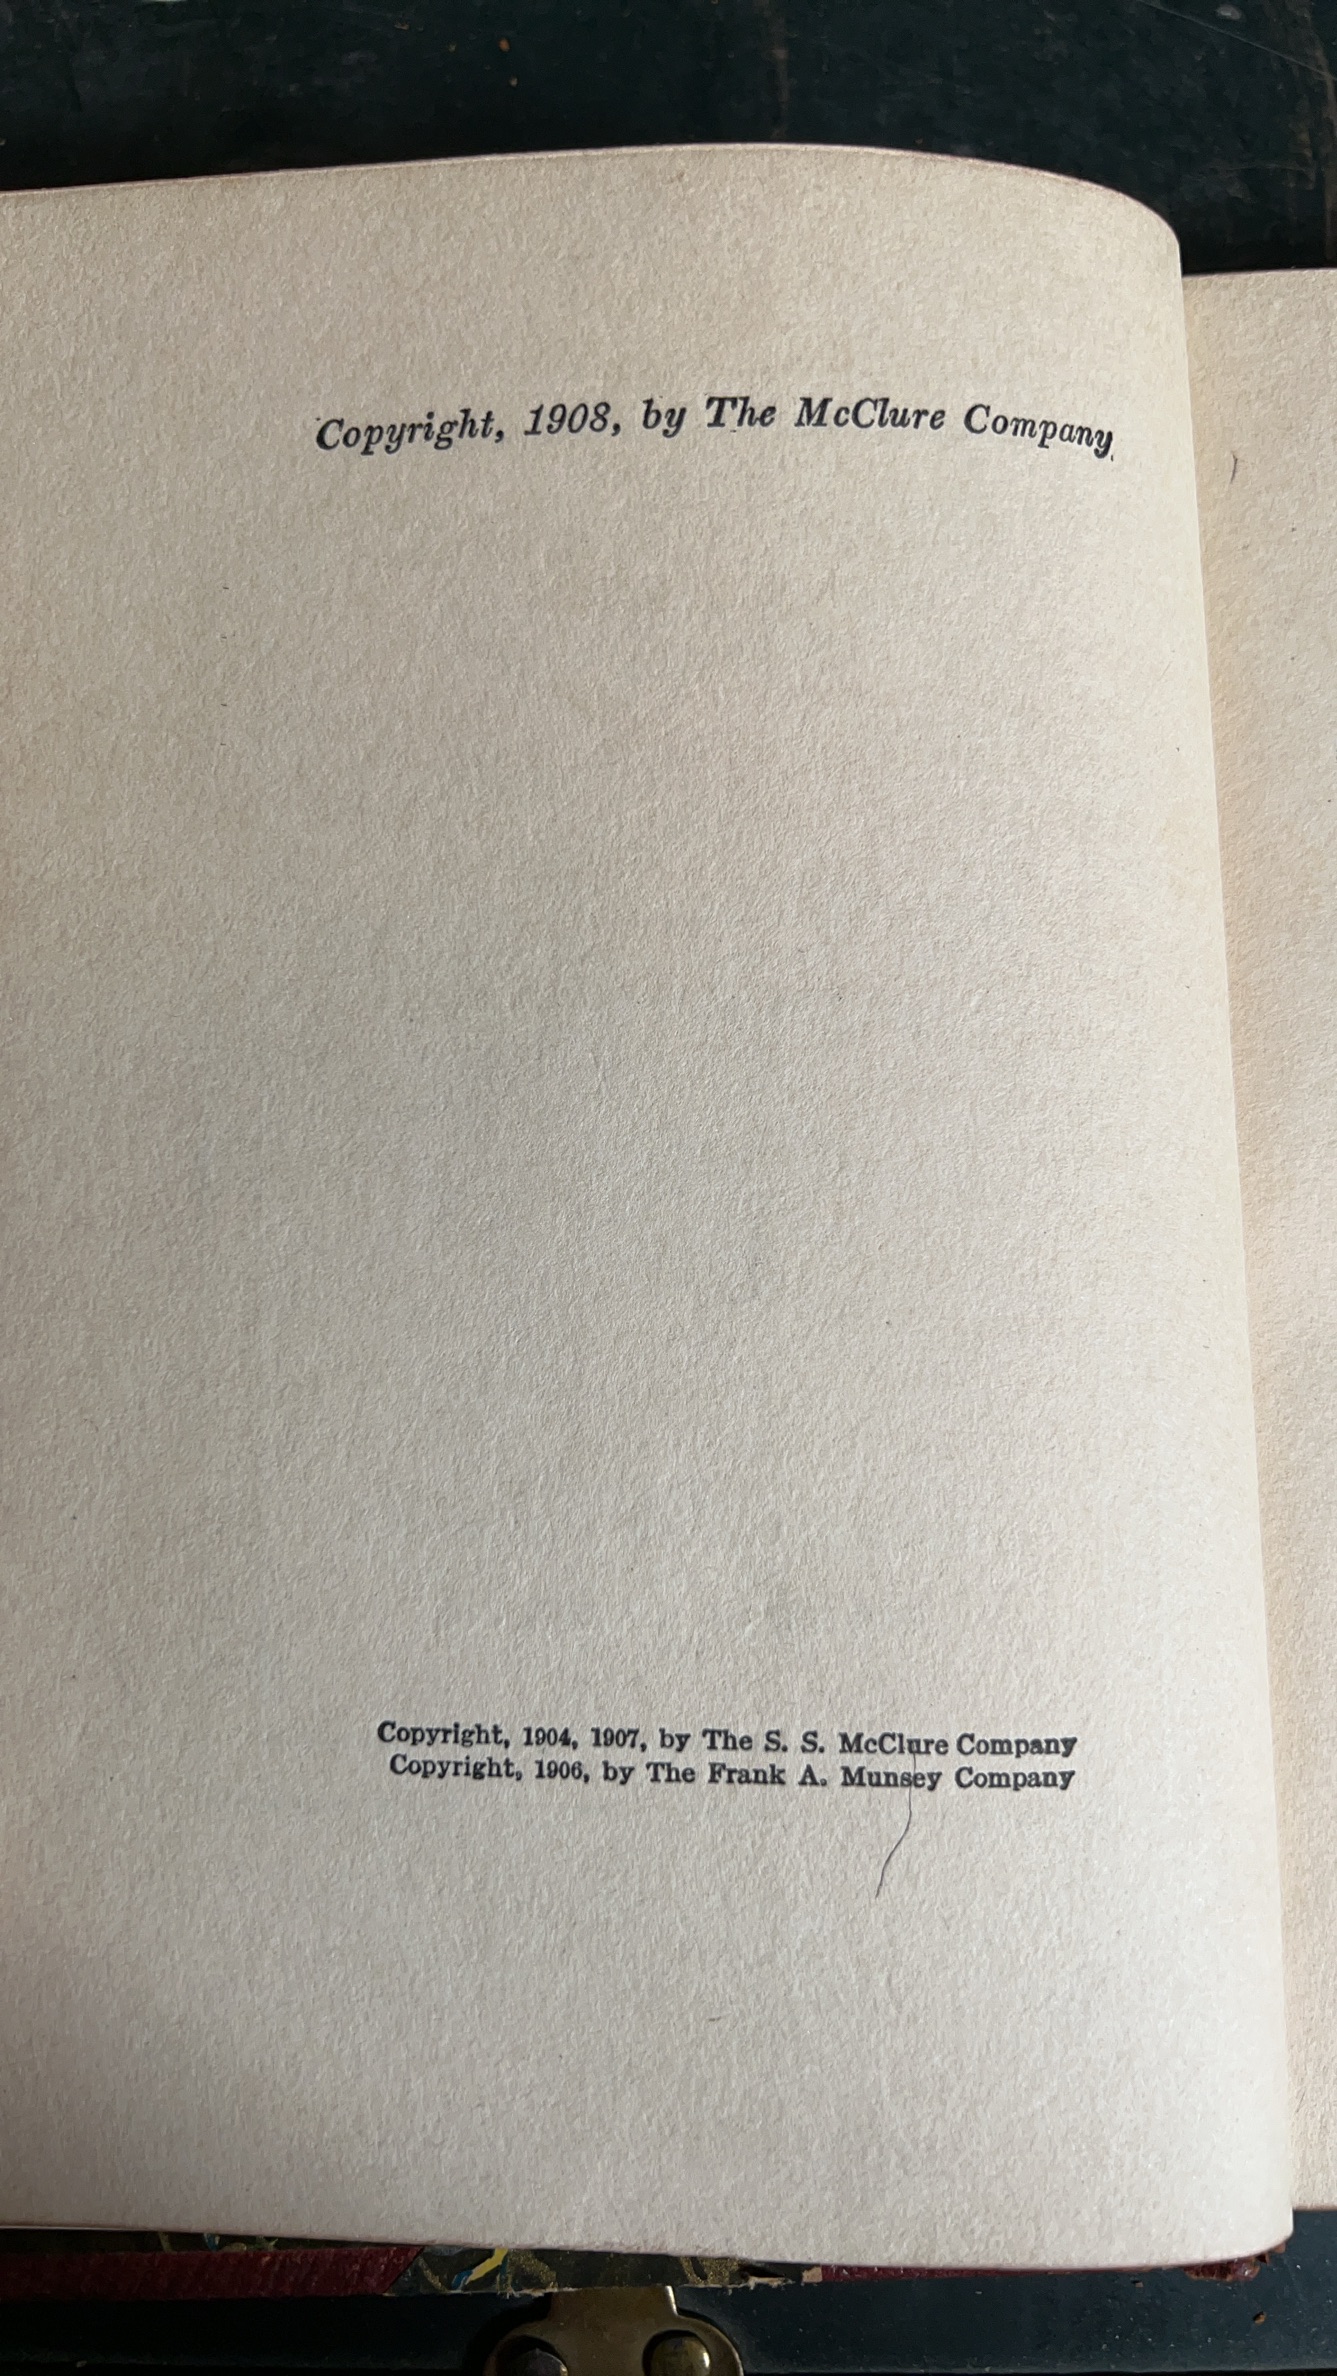 Copyright, 1908, by The McClure Company
Copyright, 1904, 1907, by The S. S. McClure Company
Copyright, 1906, by The Frank A. Munsey Company